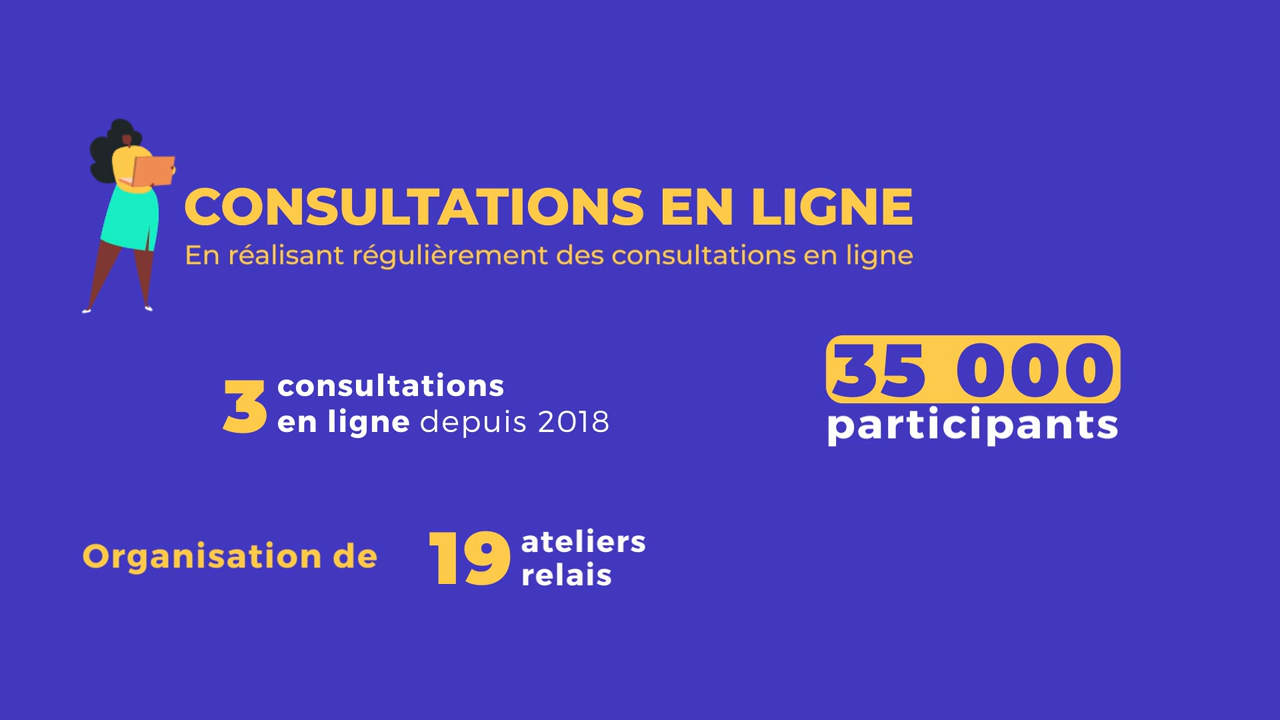 CONSULTATIONS EN LIGNE
En réalisant régulièrement des consultations en ligne
3 consultations
en ligne depuis 2018
35 000
participants
Organisation de 19 ateliers
relais